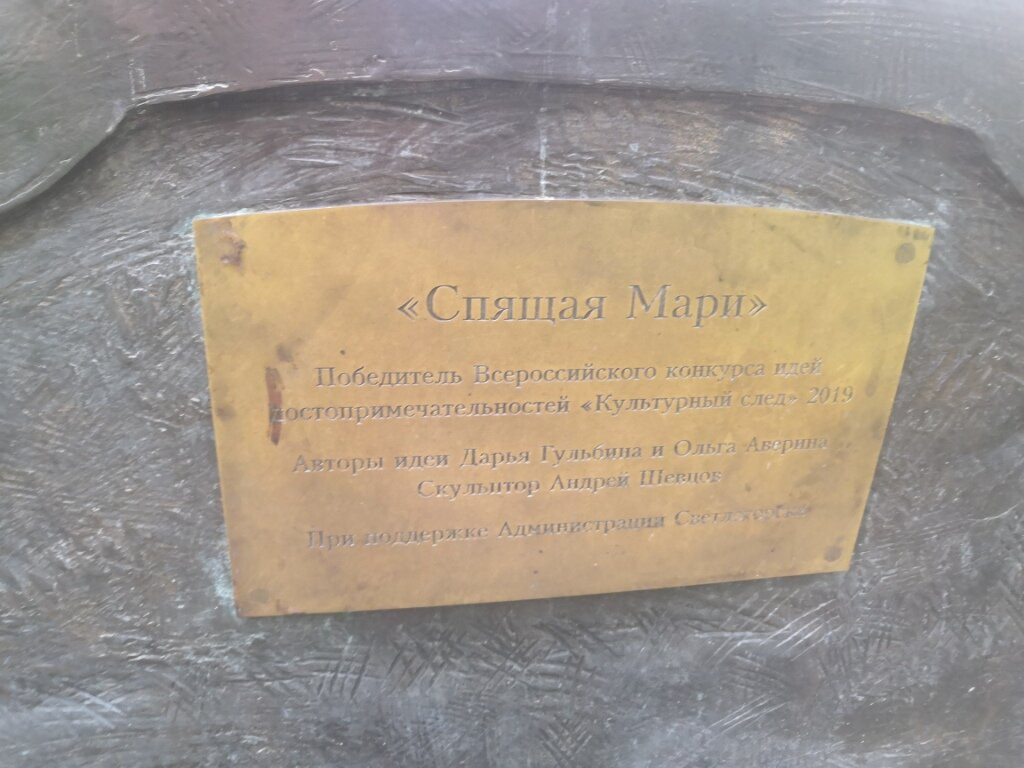 «Спящая Мари»
Победитель Всероссийского конкурса идей
достопримечательностей «Культурный след» 2019
Авторы идеи Дарья Гульбина и Ольга Аверина
Скульптор Андрей Шевцов
При поддержке Администрации Светлогорска